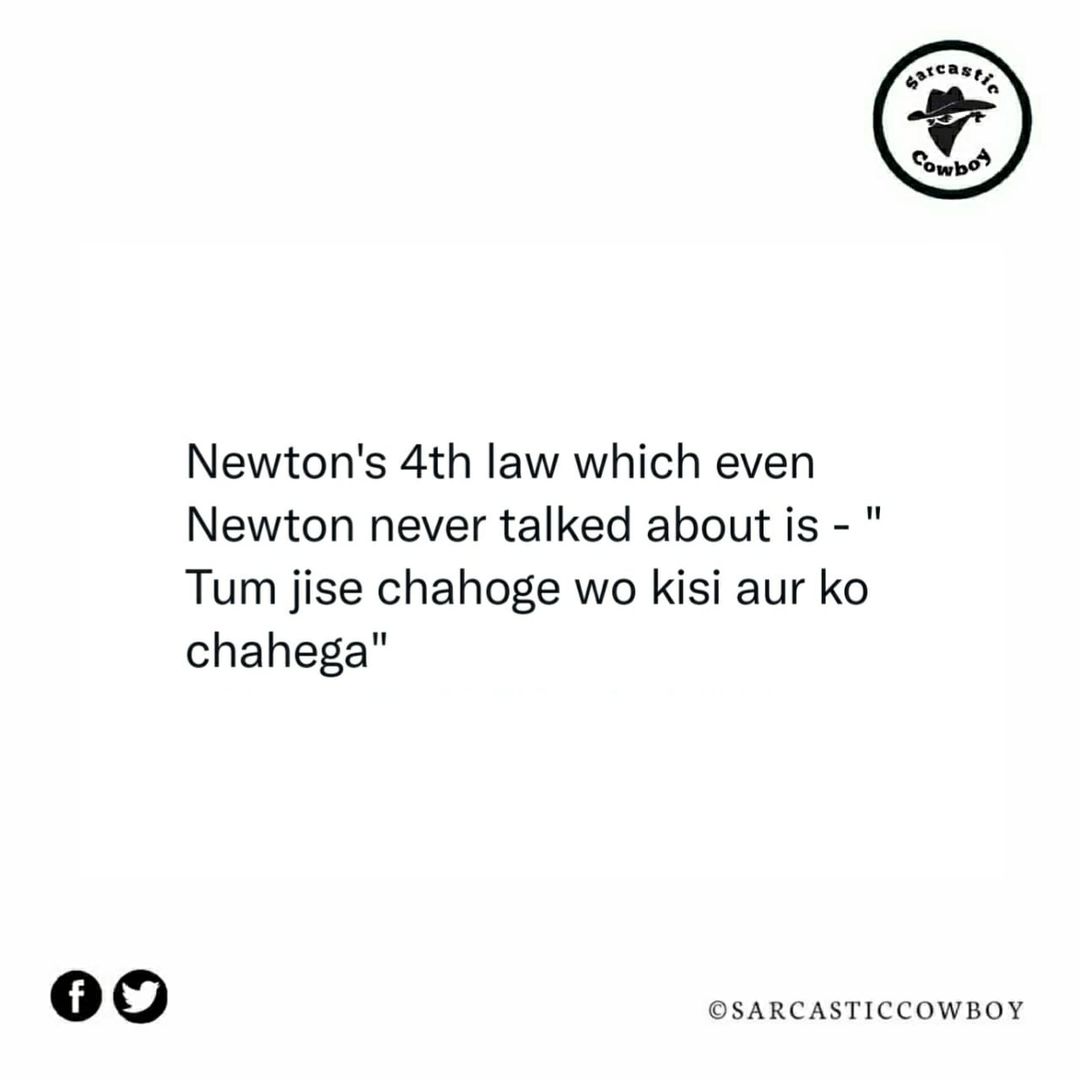 Sarcastic
Cowboy
Newton's 4th law which even
Newton never talked about is - "
Tum jise chahoge wo kisi aur ko
chahega"
©SARCASTICCOWBOY